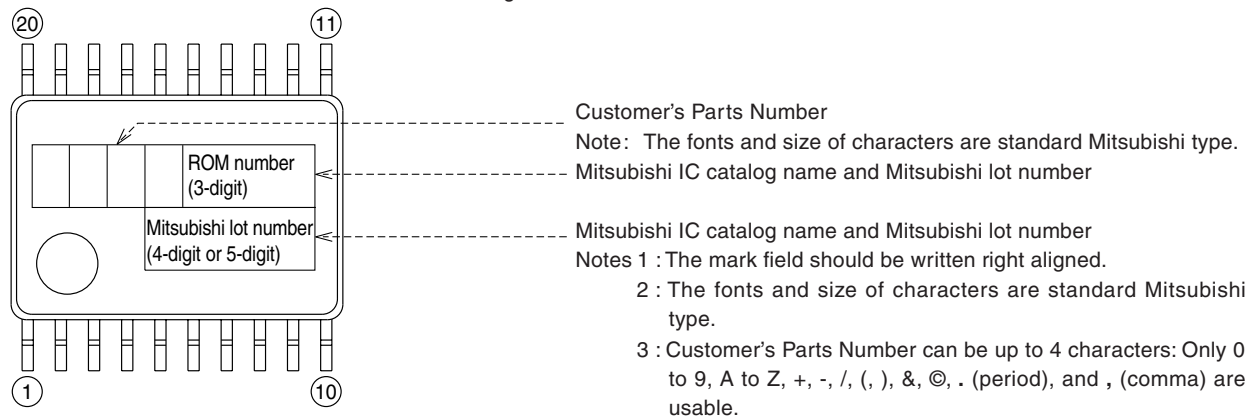 20
11
Customer's Parts Number
Note: The fonts and size of characters are standard Mitsubishi type.
ROM number
(3-digit)
Mitsubishi IC catalog name and Mitsubishi lot number
Mitsubishi lot number
(4-digit or 5-digit)
Mitsubishi IC catalog name and Mitsubishi lot number
Notes 1 : The mark field should be written right aligned.
2 : The fonts and size of characters are standard Mitsubishi
type.
3 : Customer's Parts Number can be up to 4 characters: Only 0
to 9, A to Z, +, -, /, (, ), &, ©, . (period), and , (comma) are
usable.
1
10